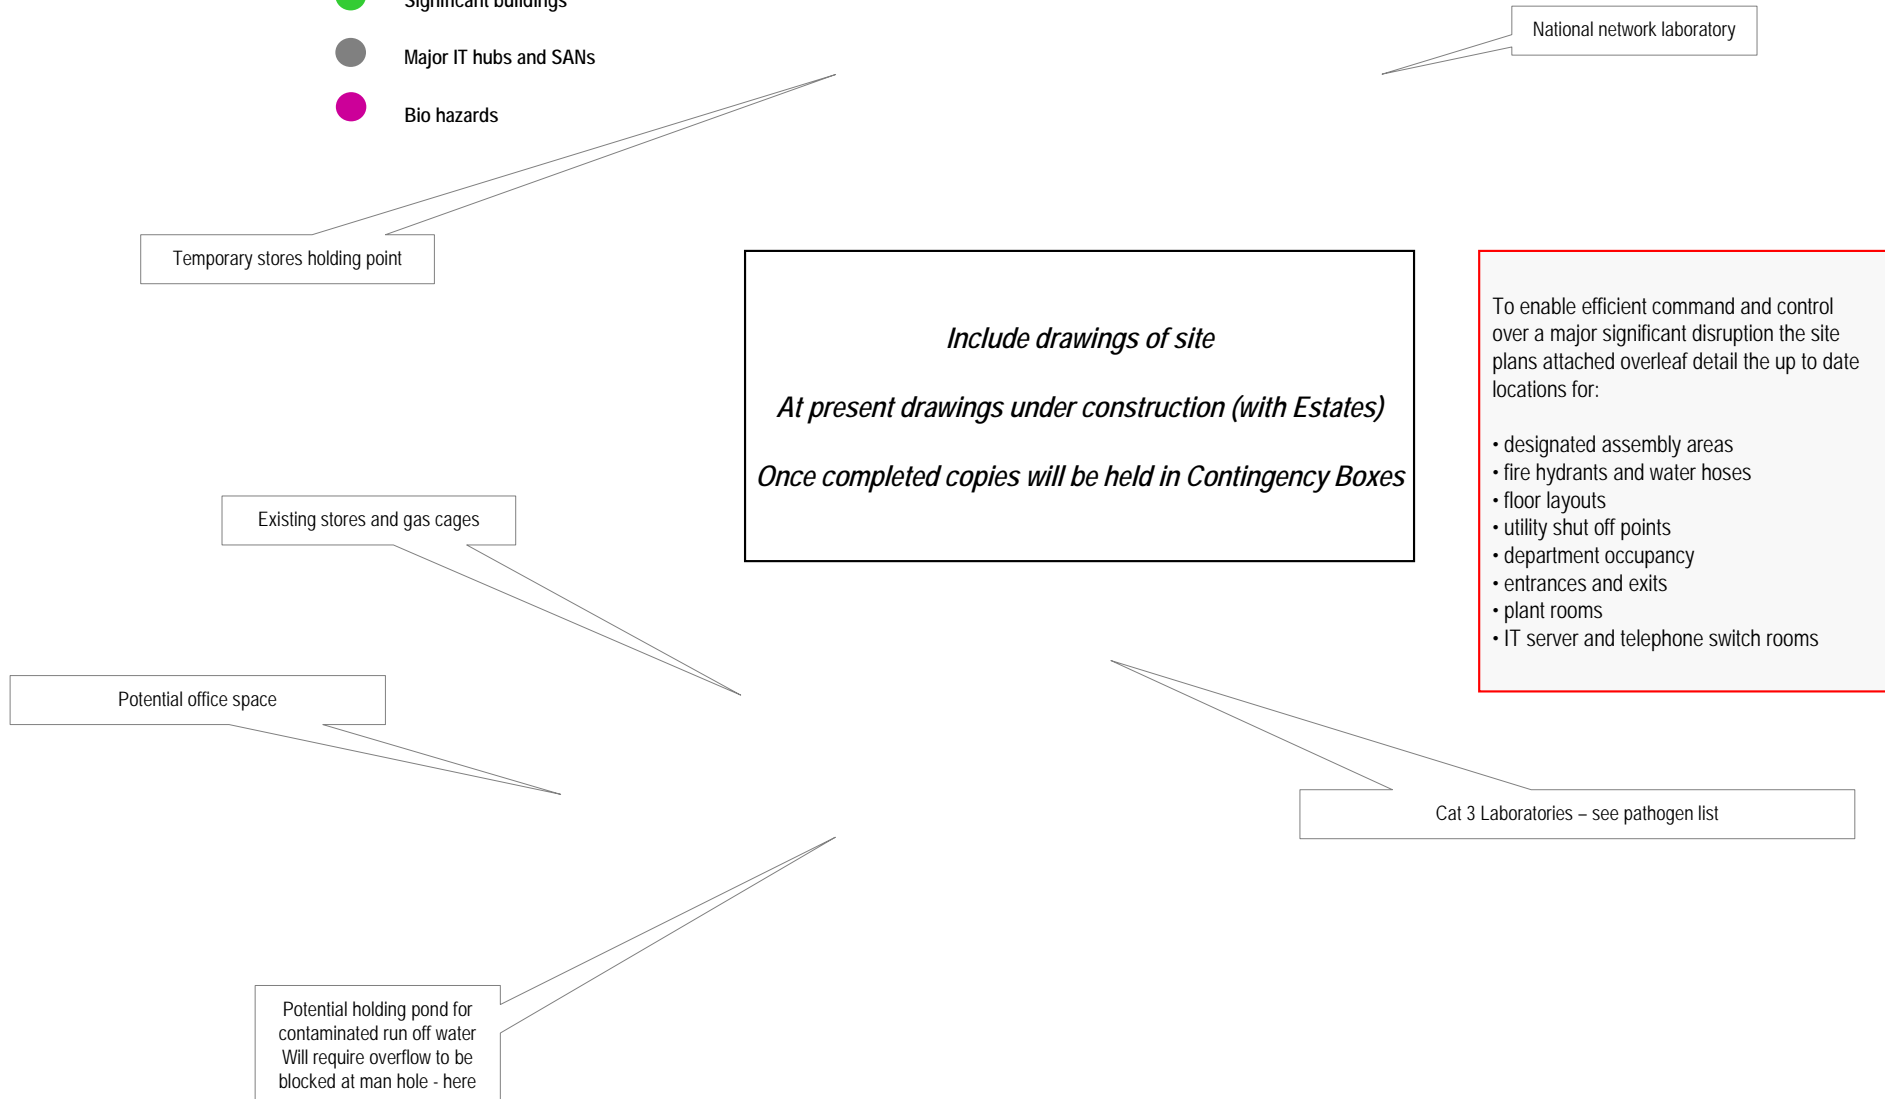 Significant buildings
Major IT hubs and SANs
Bio hazards
National network laboratory
Temporary stores holding point
Include drawings of site
At present drawings under construction (with Estates)
Once completed copies will be held in Contingency Boxes
To enable efficient command and control
over a major significant disruption the site
plans attached overleaf detail the up to date
locations for:
• designated assembly areas
• fire hydrants and water hoses
• floor layouts
• utility shut off points
• department occupancy
• entrances and exits
• plant rooms
• IT server and telephone switch rooms
Existing stores and gas cages
Potential office space
Cat 3 Laboratories – see pathogen list
Potential holding pond for
contaminated run off water
Will require overflow to be
blocked at man hole - here